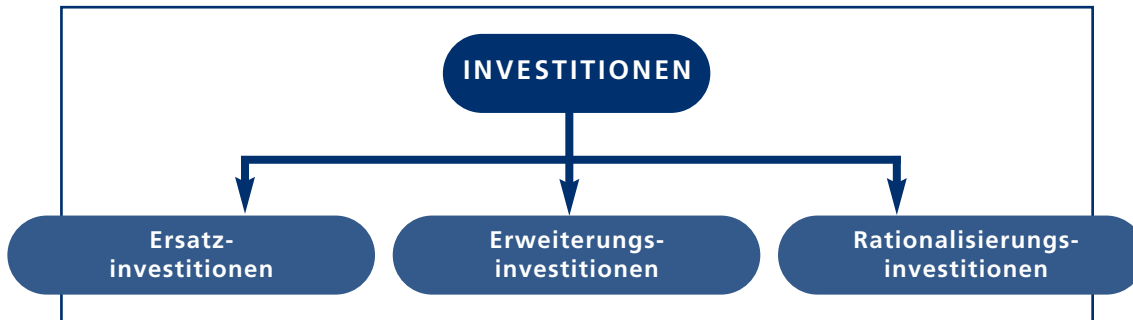 INVESTITIONEN
Ersatz-
investitionen
Erweiterungs-
investitionen
Rationalisierungs-
investitionen